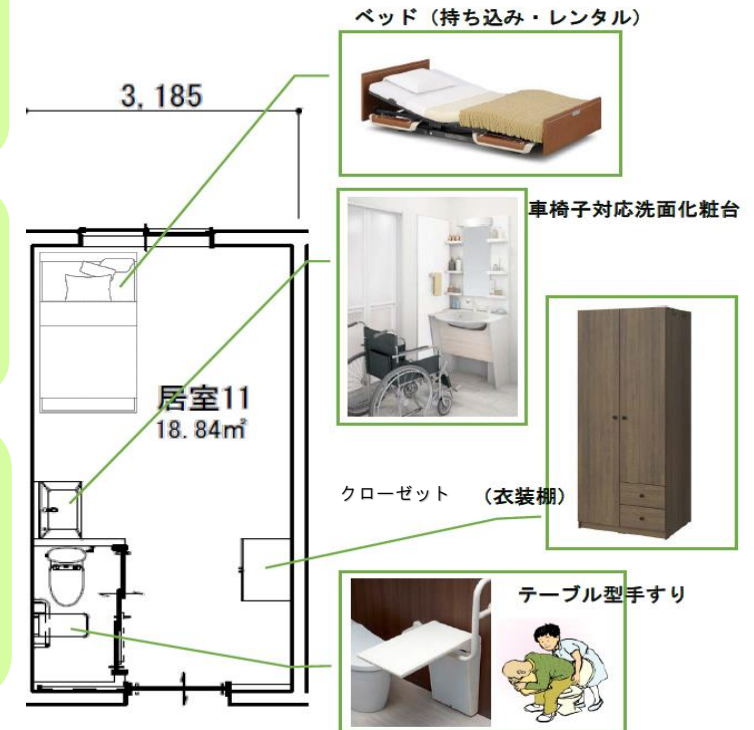 ベッド（持ち込み・レンタル）
3,185
車椅子対応洗面化粧台
居室11
18.84㎡
クローゼット （衣装棚）
テーブル型手すり